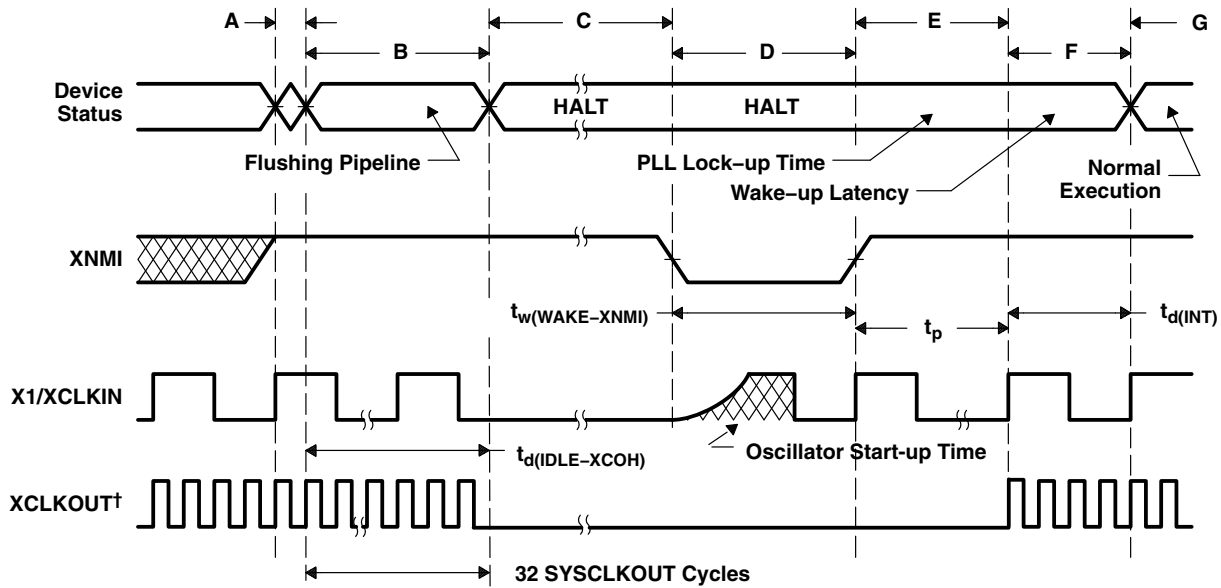 A
C
E
G
B
D
F
Device
Status
HALT
HALT
Flushing Pipeline
PLL Lock−up Time
Wake−up Latency
Normal
Execution
XNMI
tw(WAKE−XNMI)
tp
td(INT)
X1/XCLKIN
Oscillator Start-up Time
td(IDLE−XCOH)
XCLKOUT†
32 SYSCLKOUT Cycles